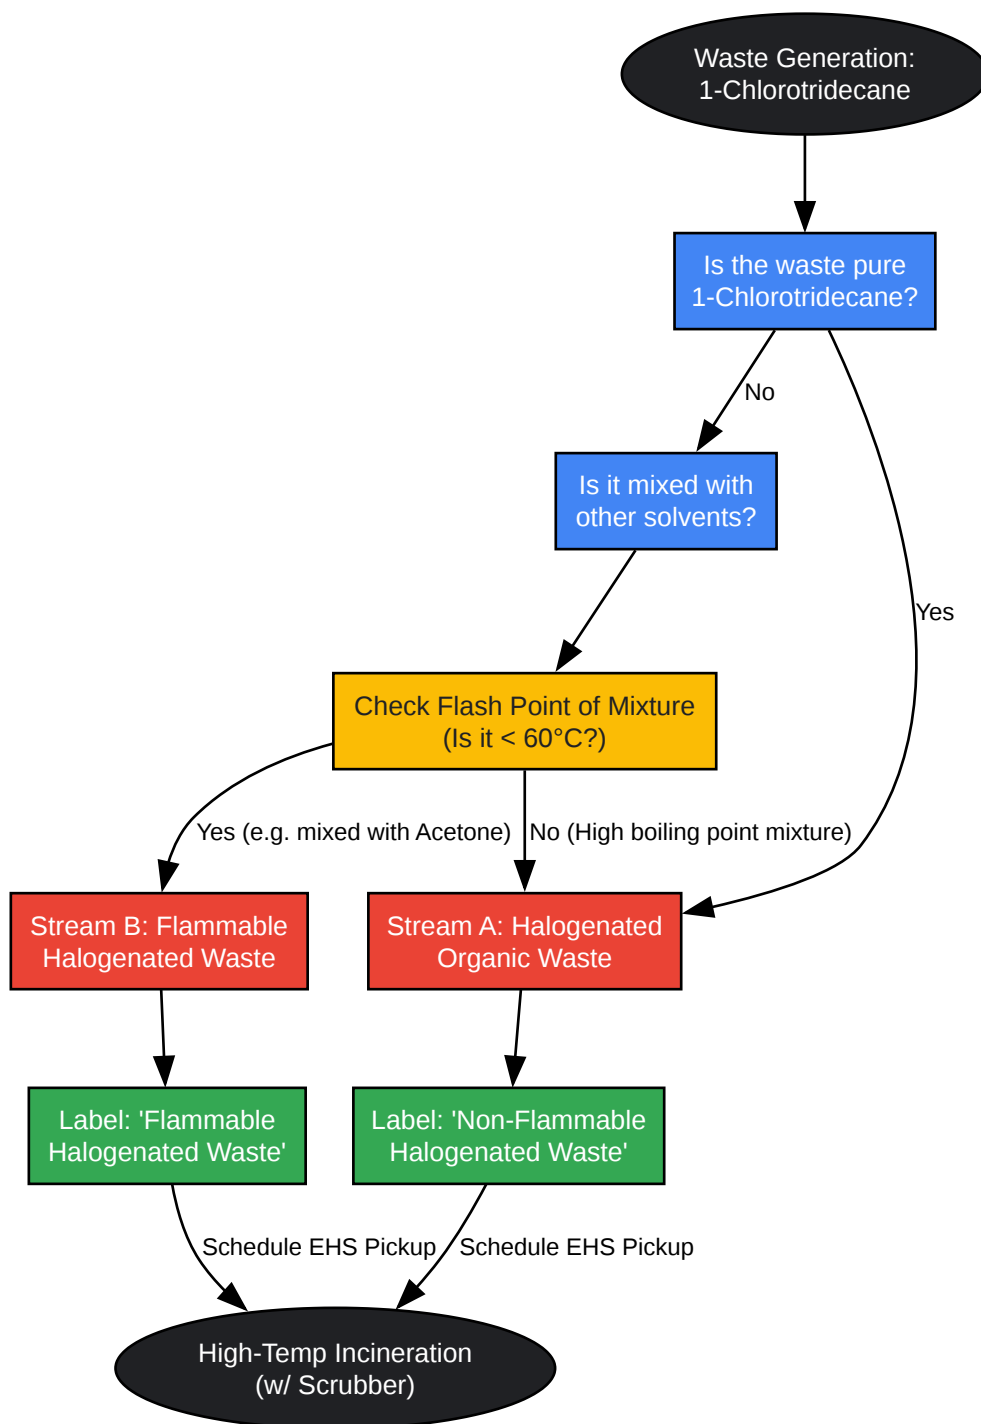 Waste Generation:
1-Chlorotridecane
Is the waste pure
1-Chlorotridecane?
No
Is it mixed with
other solvents?
Yes
Check Flash Point of Mixture
(Is it < 60°C?)
Yes (e.g. mixed with Acetone)
No (High boiling point mixture)
Stream B: Flammable
Halogenated Waste
Stream A: Halogenated
Organic Waste
Label: 'Flammable
Halogenated Waste'
Label: 'Non-Flammable
Halogenated Waste'
Schedule EHS Pickup
Schedule EHS Pickup
High-Temp Incineration
(w/ Scrubber)